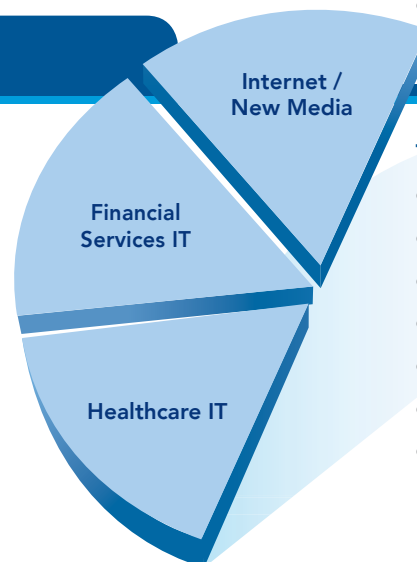 Internet /
New Media
Financial
Services IT
Healthcare IT